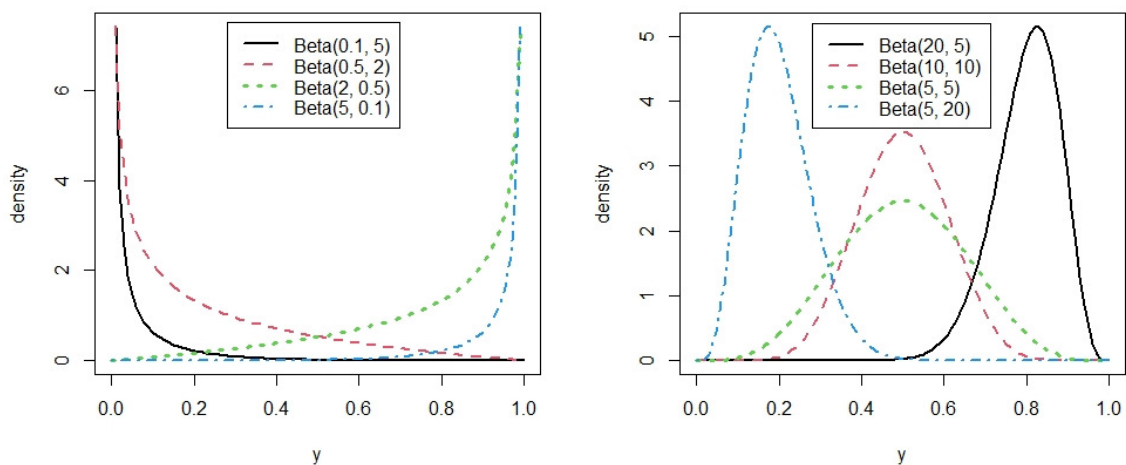 Beta(0.1, 5)
Beta(0.5, 2)
Beta(2, 0.5)
Beta(5, 0.1)
density
6
4
2
0
0.0 0.2 0.4 0.6 0.8 1.0
y
Beta(20, 5)
Beta(10, 10)
Beta(5, 5)
Beta(5, 20)
density
5
4
3
2
1
0
0.0 0.2 0.4 0.6 0.8 1.0
y